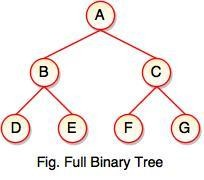 A
B C
D E F G
Fig. Full Binary Tree